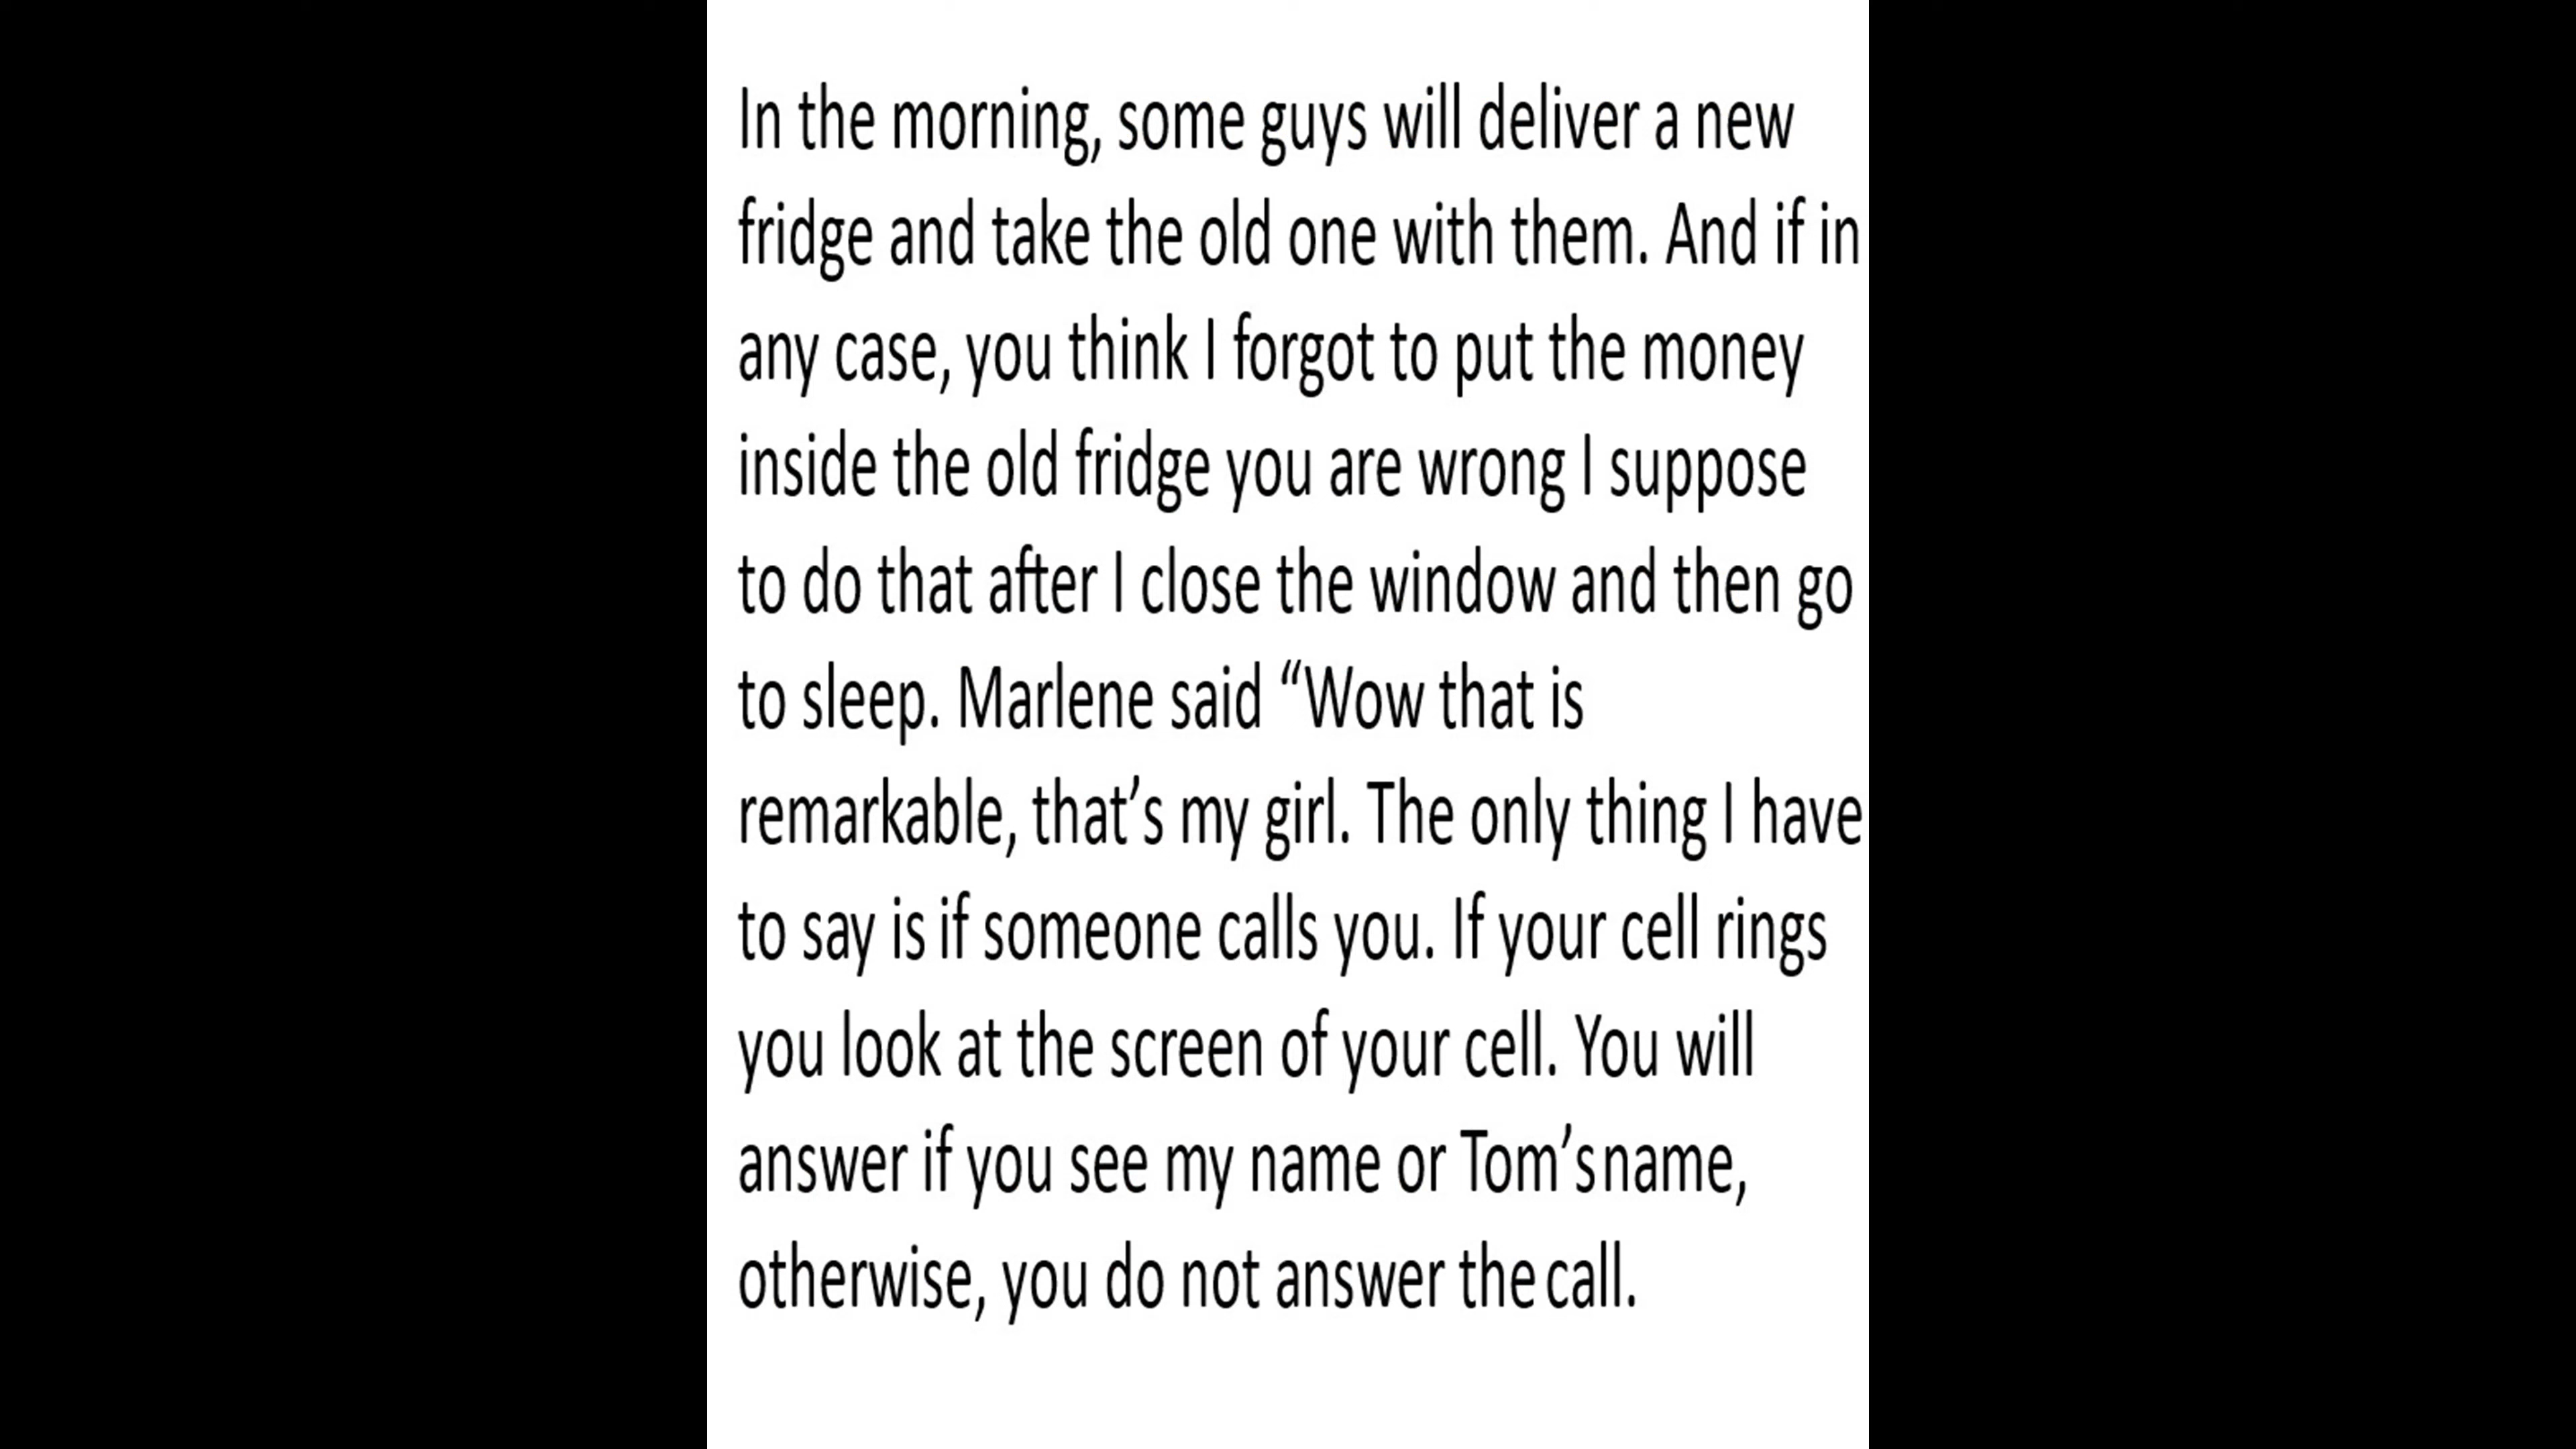 In the morning, some guys will deliver a new
fridge and take the old one with them. And if in
any case, you think I forgot to put the money
inside the old fridge you are wrong I suppose
to do that after I close the window and then go
to sleep. Marlene said “Wow that is
remarkable, that’s my girl. The only thing I have
to say is if someone calls you. If your cell rings
you look at the screen of your cell. You will
answer if you see my name or Tom’s name,
otherwise, you do not answer the call.